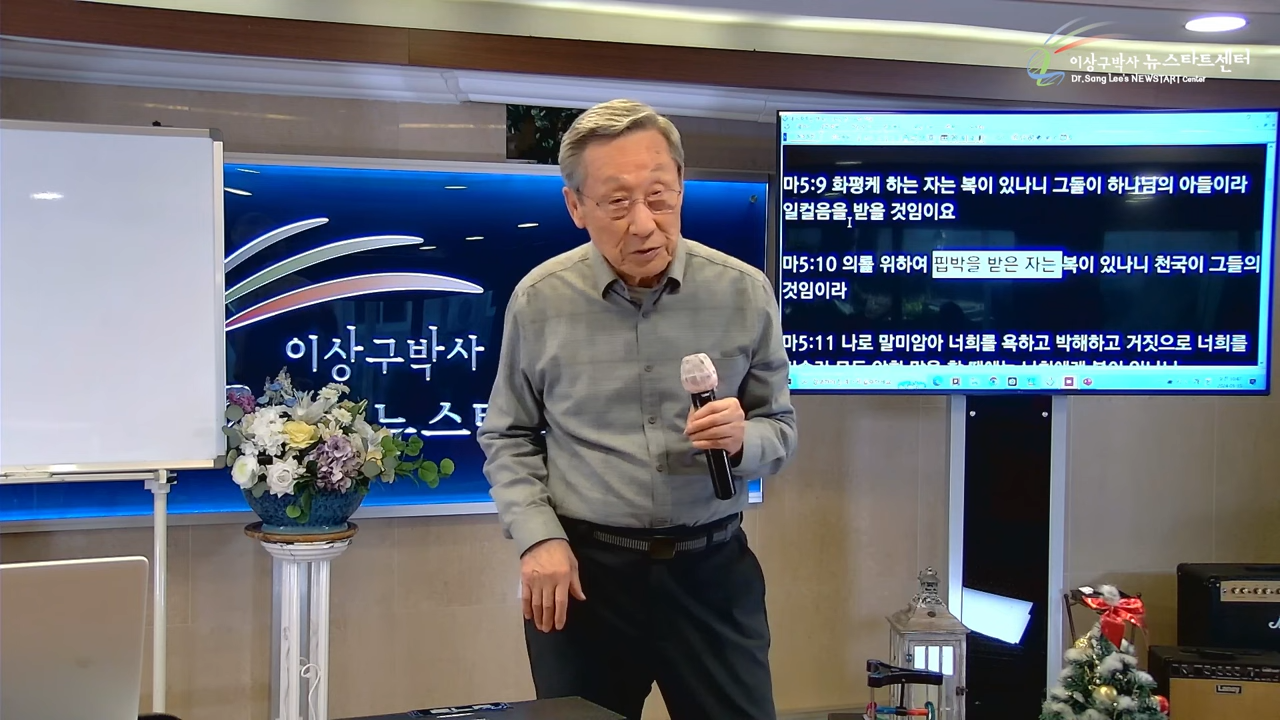 이상구박사 뉴스타트센터
Dr.Sang Lee's NEWSTART Center
마5:9 화평케 하는 자는 복이 있나니 그들이 하나님의 아들이라
일컬음을 받을 것임이요
마5:10 의를 위하여 핍박을 받은 자는 복이 있나니 천국이 그들의
것임이라
마5:11 나로 말미암아 너희를 욕하고 박해하고 거짓으로 너희를
이상구박사
뉴스타
Laney